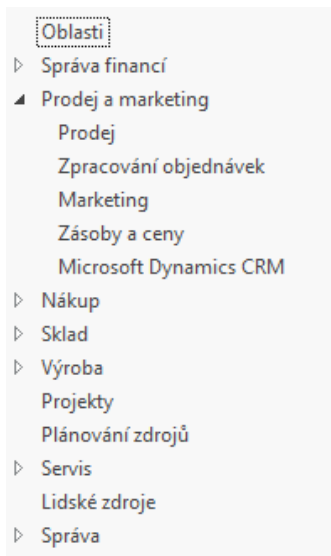 Oblasti
Správa financí
Prodej a marketing
Prodej
Zpracování objednávek
Marketing
Zásoby a ceny
Microsoft Dynamics CRM
Nákup
Sklad
Výroba
Projekty
Plánování zdrojů
Servis
Lidské zdroje
Správa